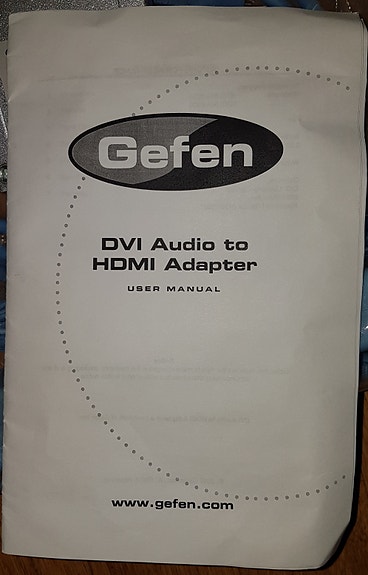 Gefen
DVI Audio to
HDMI Adapter
USER MANUAL
www.gefen.com